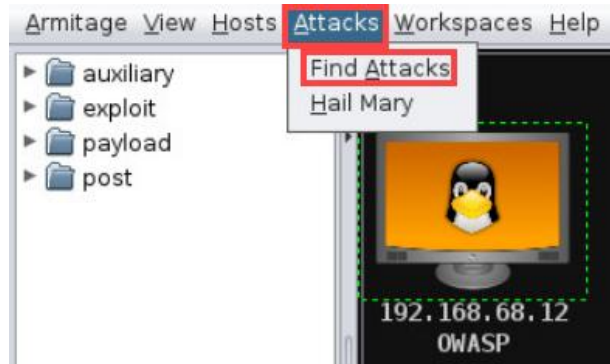 Armitage View Hosts Attacks Workspaces Help
Find Attacks
Hail Mary
auxiliary
exploit
payload
post
192.168.68.12
OWASP